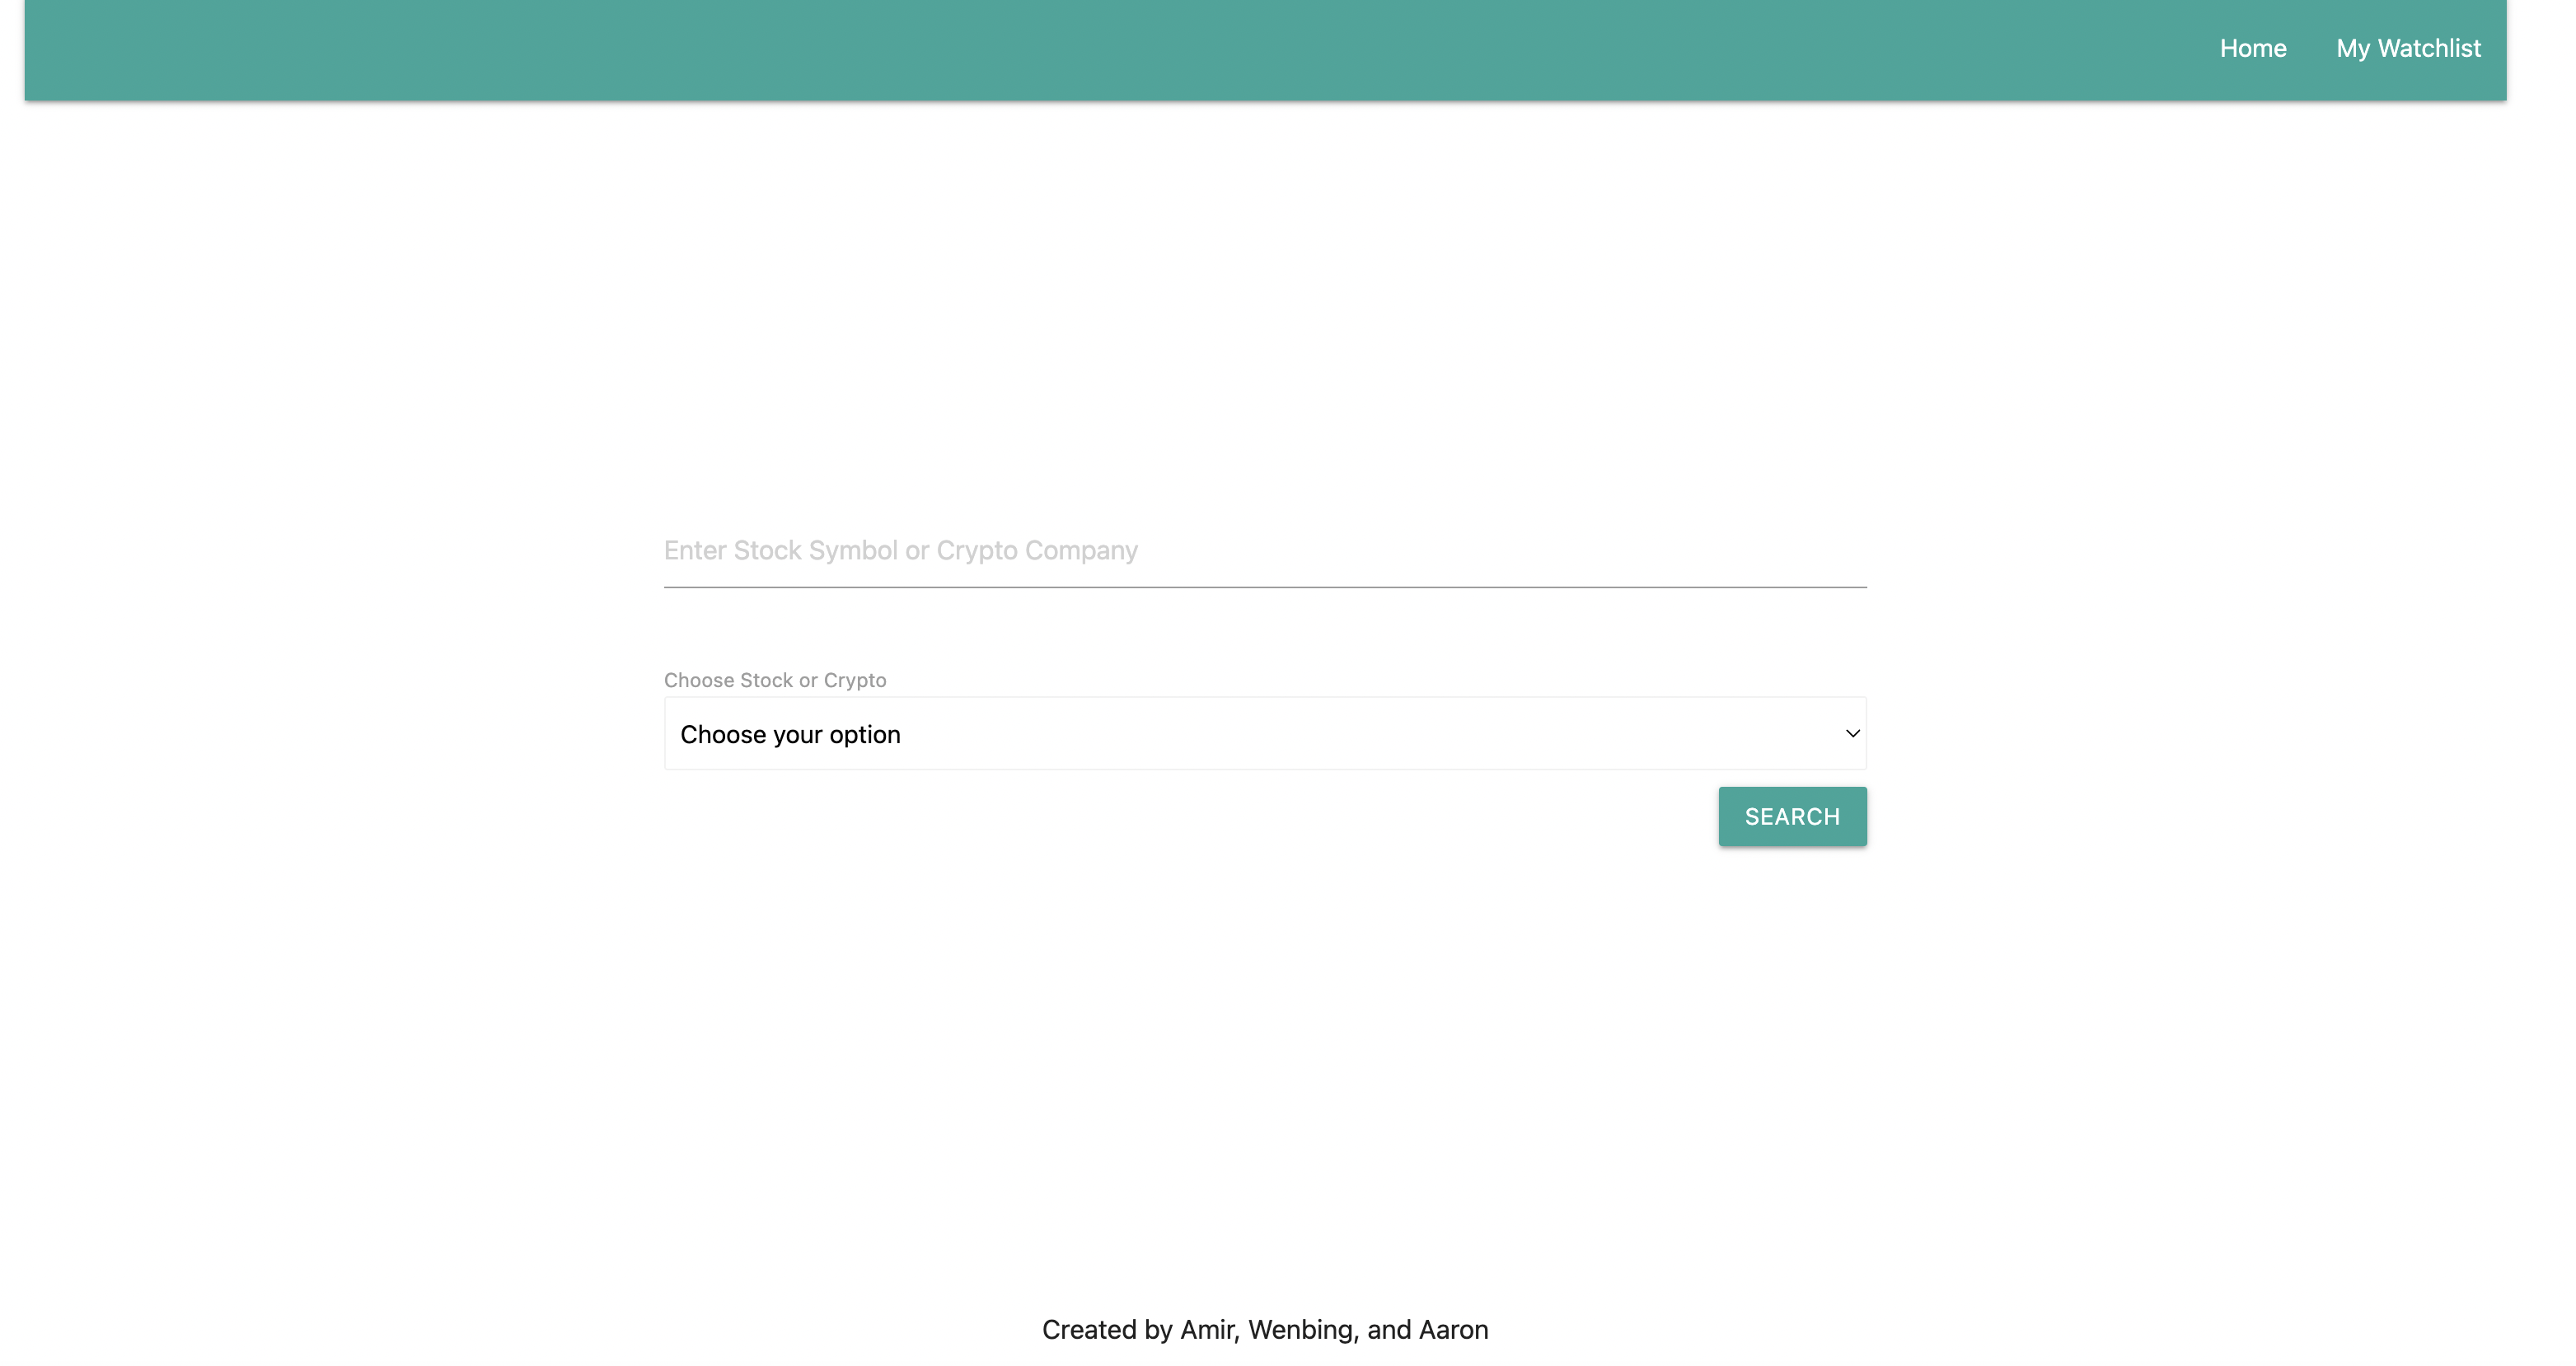 Home My Watchlist
Enter Stock Symbol or Crypto Company
Choose Stock or Crypto
Choose your option
SEARCH
Created by Amir, Wenbing, and Aaron